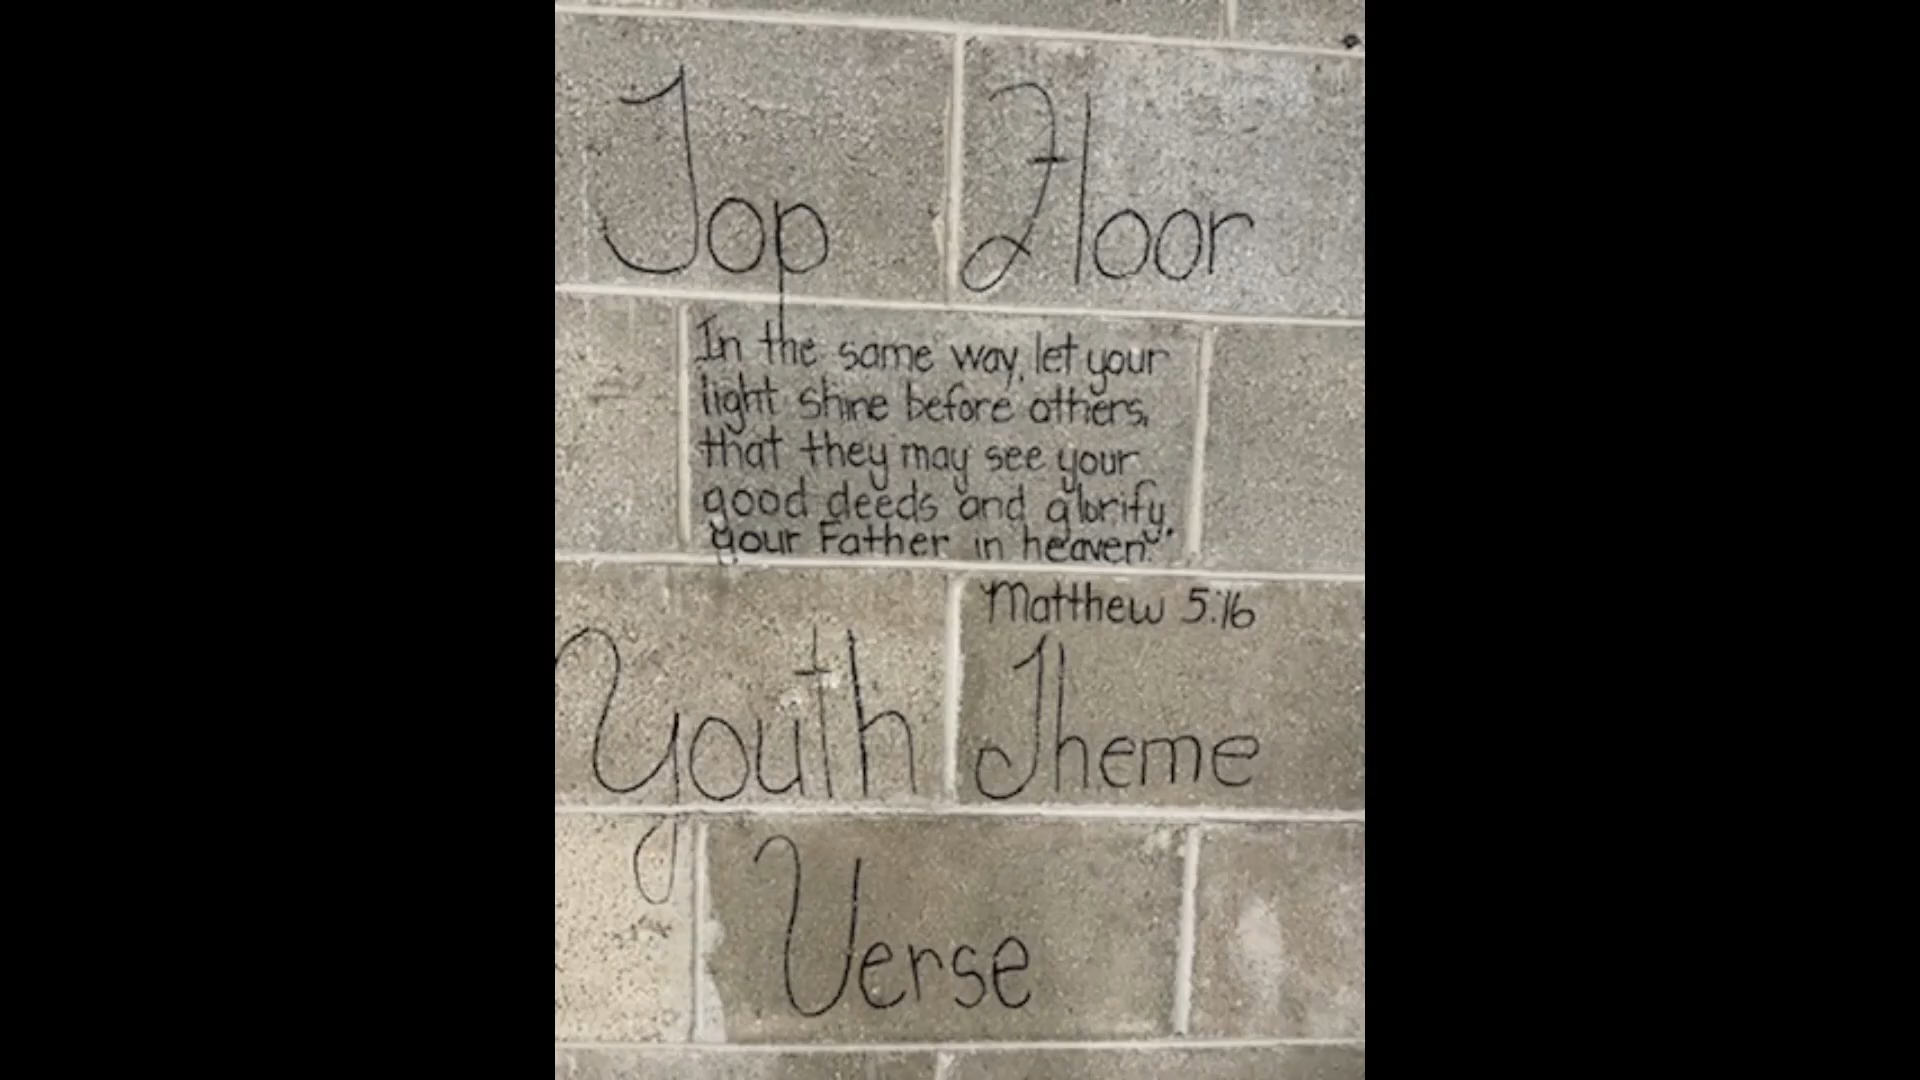 Top Floor
In the same way, let your
light shine before others,
that they may see your
good deeds and glorify
your Father in heaven."
Matthew 5:16
Youth Theme
Verse